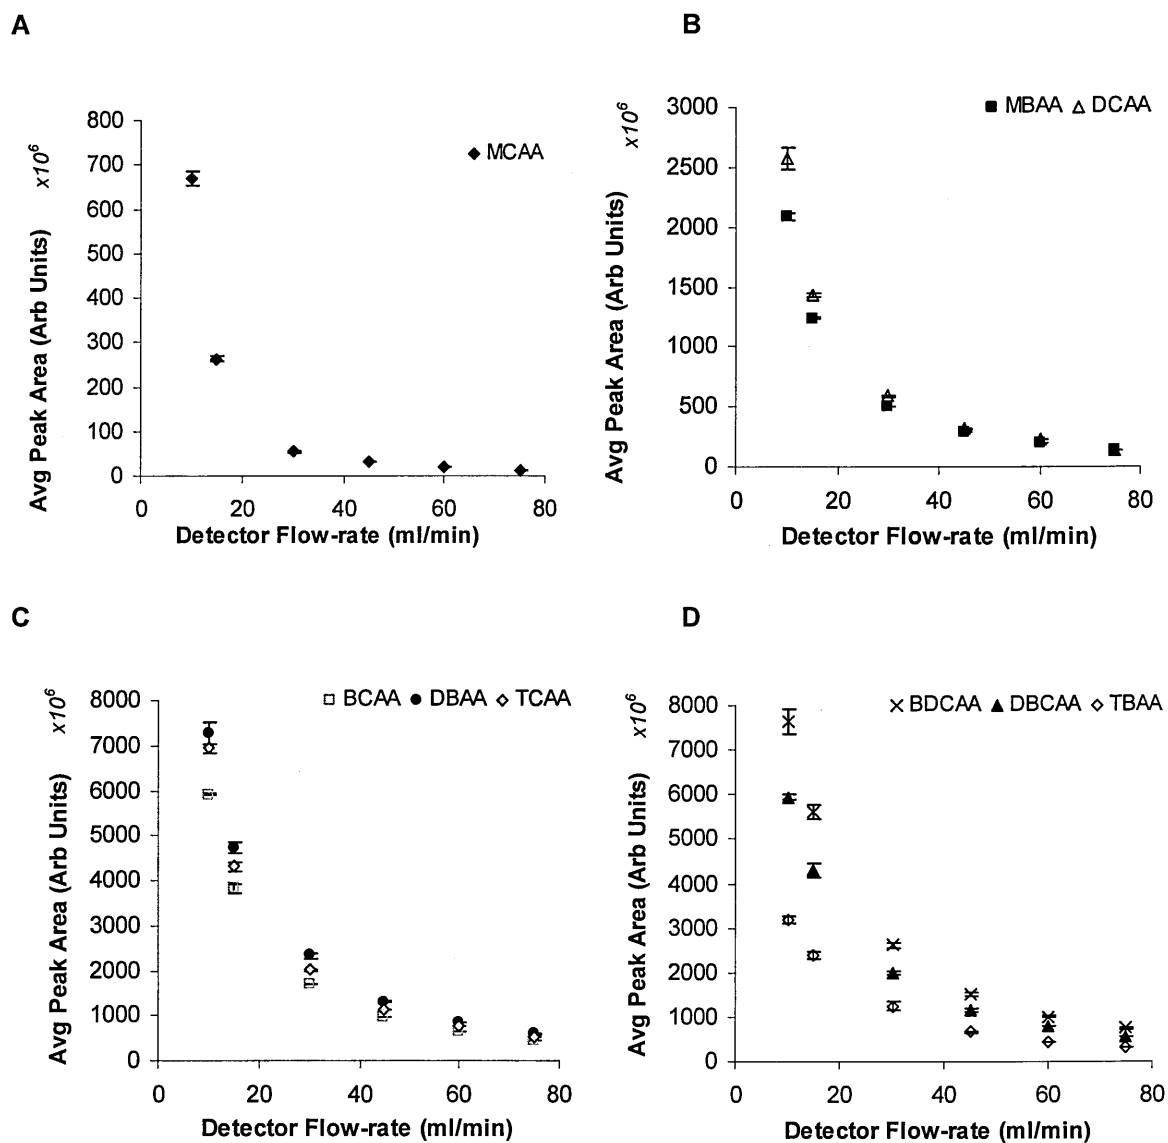 A
x10⁶
Avg Peak Area (Arb Units)
800
700
600
500
400
300
200
100
0
◆ MCAA
0 20 40 60 80
Detector Flow-rate (ml/min)
B
x10⁶
Avg Peak Area (Arb Units)
3000
2500
2000
1500
1000
500
0
■ MBAA △ DCAA
0 20 40 60 80
Detector Flow-rate (ml/min)
C
x10⁶
Avg Peak Area (Arb Units)
8000
7000
6000
5000
4000
3000
2000
1000
0
□ BCAA ● DBAA ◇ TCAA
0 20 40 60 80
Detector Flow-rate (ml/min)
D
x10⁶
Avg Peak Area (Arb Units)
8000
7000
6000
5000
4000
3000
2000
1000
0
× BDCAA ▲ DBCAA ◇ TBAA
0 20 40 60 80
Detector Flow-rate (ml/min)